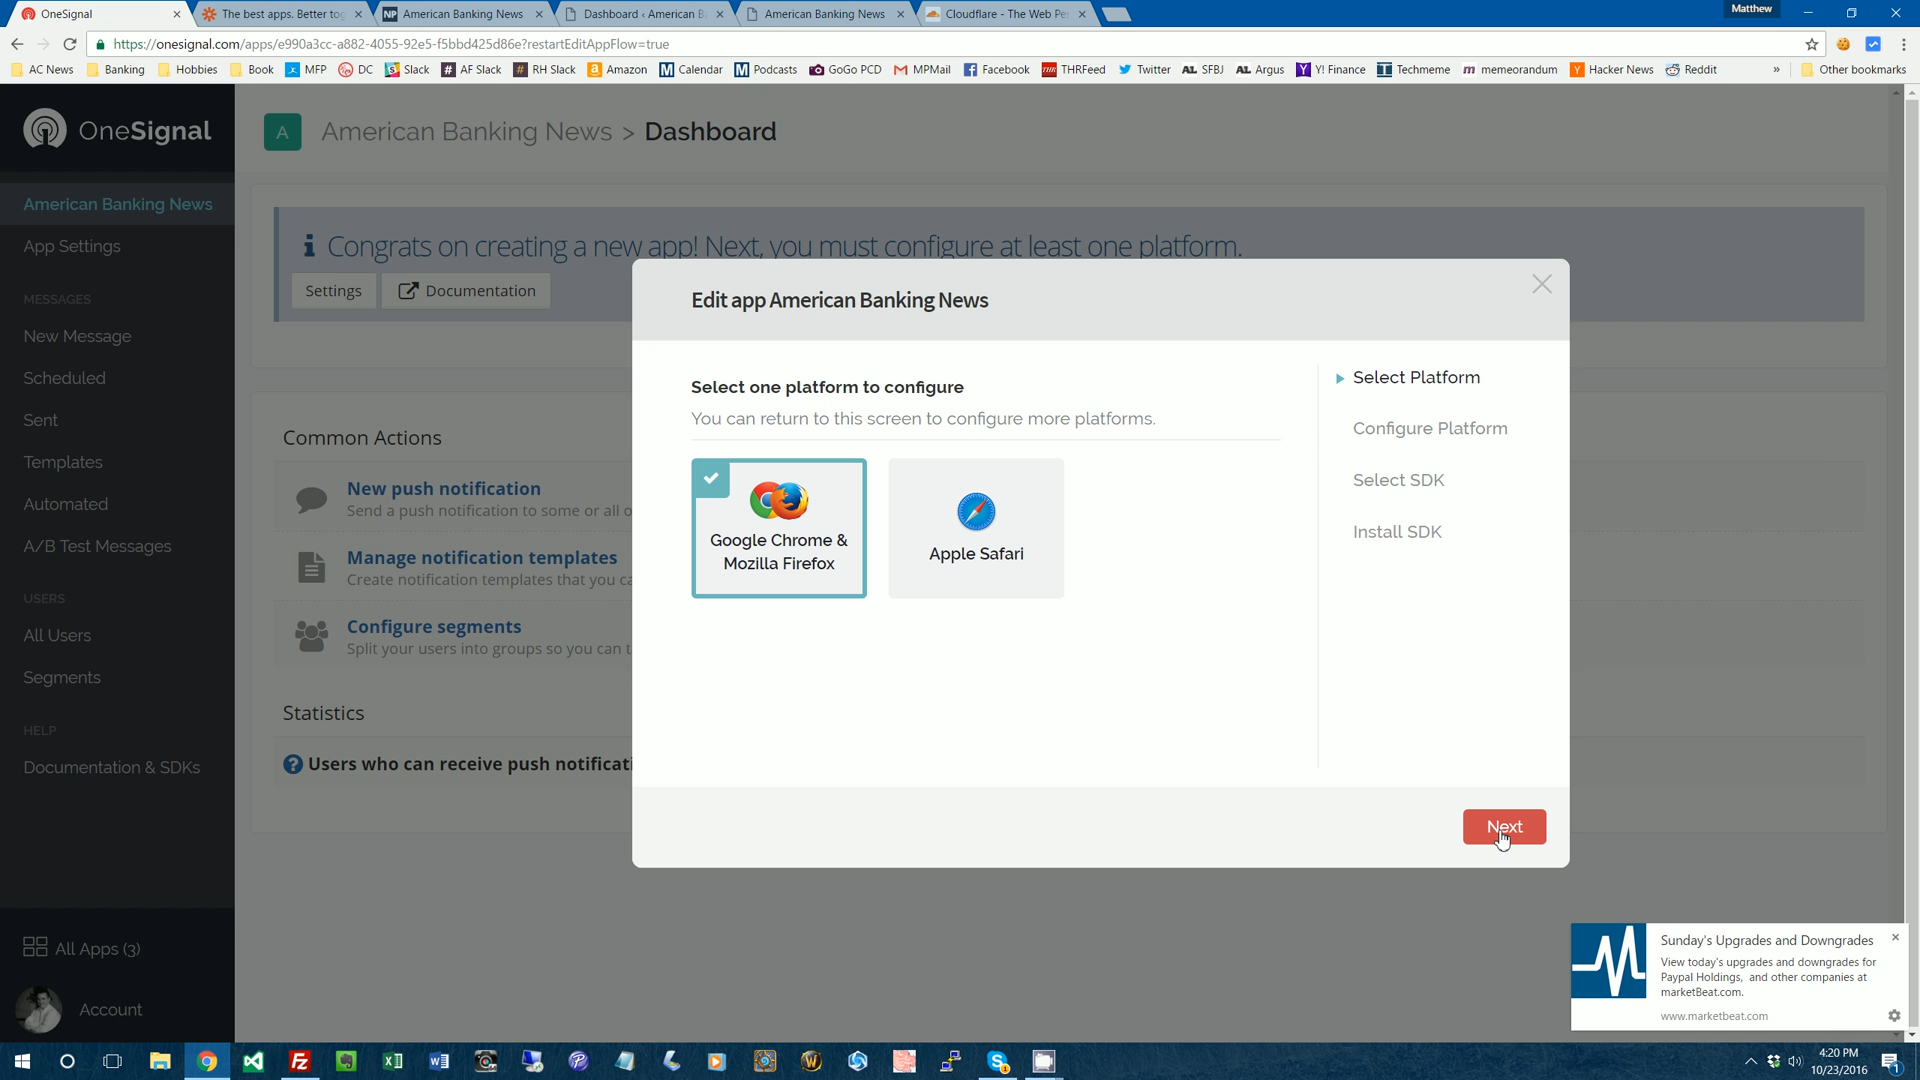 OneSignal
The best apps. Better tog
American Banking News
Dashboard ‹ American B
American Banking News
Cloudflare - The Web Pe
Matthew
https://onesignal.com/apps/e990a3cc-a882-4055-92e5-f5bbd425d86e?restartEditAppFlow=true
AC News
Banking
Hobbies
Book
MFP
DC
Slack
AF Slack
RH Slack
Amazon
Calendar
Podcasts
GoGo PCD
MPMail
Facebook
THRFeed
Twitter
SFBJ
Argus
Y! Finance
Techmeme
memeorandum
Hacker News
Reddit
»
Other bookmarks
OneSignal
A
American Banking News > Dashboard
American Banking News
App Settings
MESSAGES
New Message
Scheduled
Sent
Templates
Automated
A/B Test Messages
USERS
All Users
Segments
HELP
Documentation & SDKs
All Apps (3)
Account
Congrats on creating a new app! Next, you must configure at least one platform.
Settings
Documentation
Common Actions
New push notification
Send a push notification to some or all o
Manage notification templates
Create notification templates that you ca
Configure segments
Split your users into groups so you can t
Statistics
Users who can receive push notificati
Edit app American Banking News
Select one platform to configure
You can return to this screen to configure more platforms.
Google Chrome &
Mozilla Firefox
Apple Safari
Select Platform
Configure Platform
Select SDK
Install SDK
Next
Sunday's Upgrades and Downgrades
View today's upgrades and downgrades for
Paypal Holdings, and other companies at
marketBeat.com.
www.marketbeat.com
4:20 PM
10/23/2016